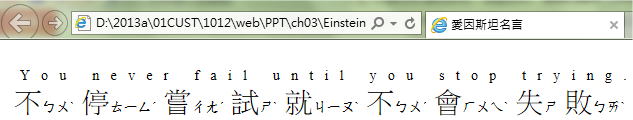 D:\2013a\01CUST\1012\web\PPT\ch03\Einstein
愛因斯坦名言
You never fail until you stop trying.
不ㄅㄨˋ 停ㄊㄧㄥˊ 嘗ㄔㄤˊ 試ㄕˋ 就ㄐㄧㄡˋ 不ㄅㄨˋ 會ㄏㄨㄟˋ 失ㄕ 敗ㄅㄞˋ